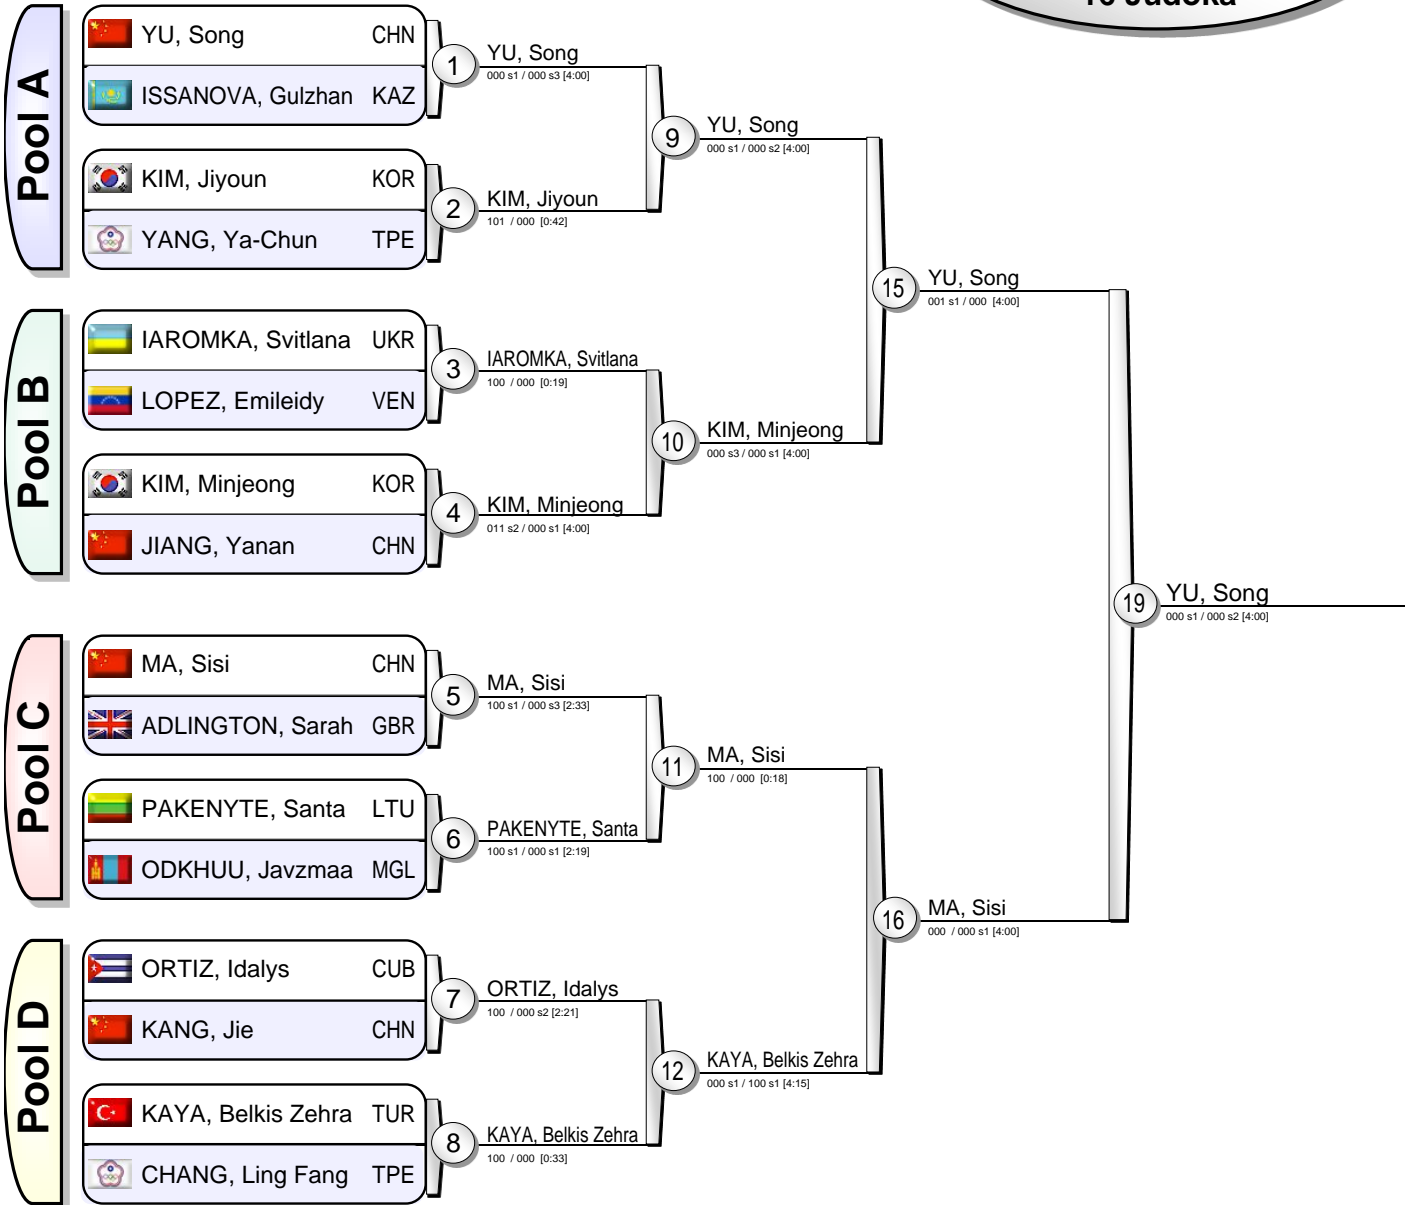 16 Judoka
Pool A
YU, Song CHN
ISSANOVA, Gulzhan KAZ
1
YU, Song
000 s1 / 000 s3 [4:00]
KIM, Jiyoun KOR
YANG, Ya-Chun TPE
2
KIM, Jiyoun
101 / 000 [0:42]
9
YU, Song
000 s1 / 000 s2 [4:00]
Pool B
IAROMKA, Svitlana UKR
LOPEZ, Emileidy VEN
3
IAROMKA, Svitlana
100 / 000 [0:19]
KIM, Minjeong KOR
JIANG, Yanan CHN
4
KIM, Minjeong
011 s2 / 000 s1 [4:00]
10
KIM, Minjeong
000 s3 / 000 s1 [4:00]
15
YU, Song
001 s1 / 000 [4:00]
Pool C
MA, Sisi CHN
ADLINGTON, Sarah GBR
5
MA, Sisi
100 s1 / 000 s3 [2:33]
PAKENYTE, Santa LTU
ODKHUU, Javzmaa MGL
6
PAKENYTE, Santa
100 s1 / 000 s1 [2:19]
11
MA, Sisi
100 / 000 [0:18]
Pool D
ORTIZ, Idalys CUB
KANG, Jie CHN
7
ORTIZ, Idalys
100 / 000 s2 [2:21]
KAYA, Belkis Zehra TUR
CHANG, Ling Fang TPE
8
KAYA, Belkis Zehra
100 / 000 [0:33]
12
KAYA, Belkis Zehra
000 s1 / 100 s1 [4:15]
16
MA, Sisi
000 / 000 s1 [4:00]
19
YU, Song
000 s1 / 000 s2 [4:00]